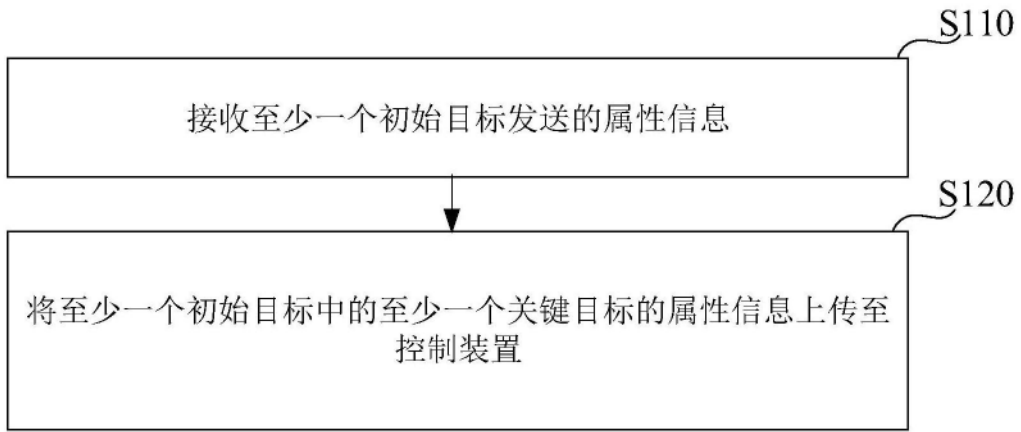 S110
接收至少一个初始目标发送的属性信息
S120
将至少一个初始目标中的至少一个关键目标的属性信息上传至
控制装置